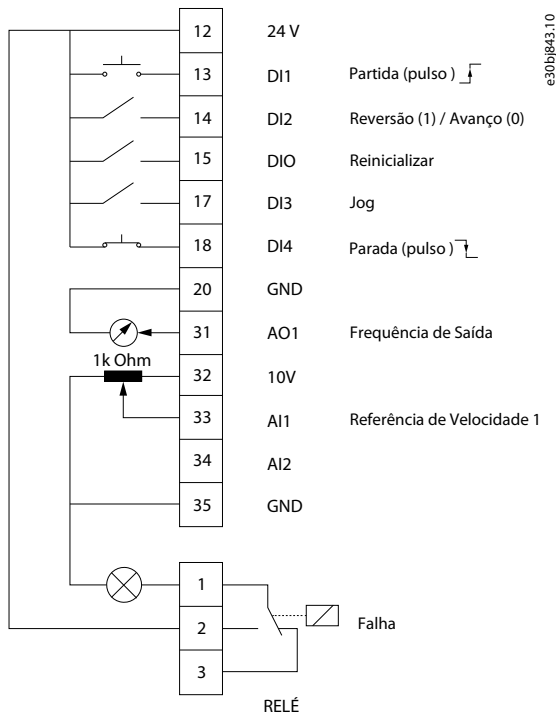 e30bj843.10
12 24 V
13 DI1 Partida (pulso )
14 DI2 Reversão (1) / Avanço (0)
15 DIO Reinicializar
17 DI3 Jog
18 DI4 Parada (pulso )
20 GND
31 AO1 Frequência de Saída
1k Ohm
32 10V
33 AI1 Referência de Velocidade 1
34 AI2
35 GND
1
2
Falha
3
RELÉ